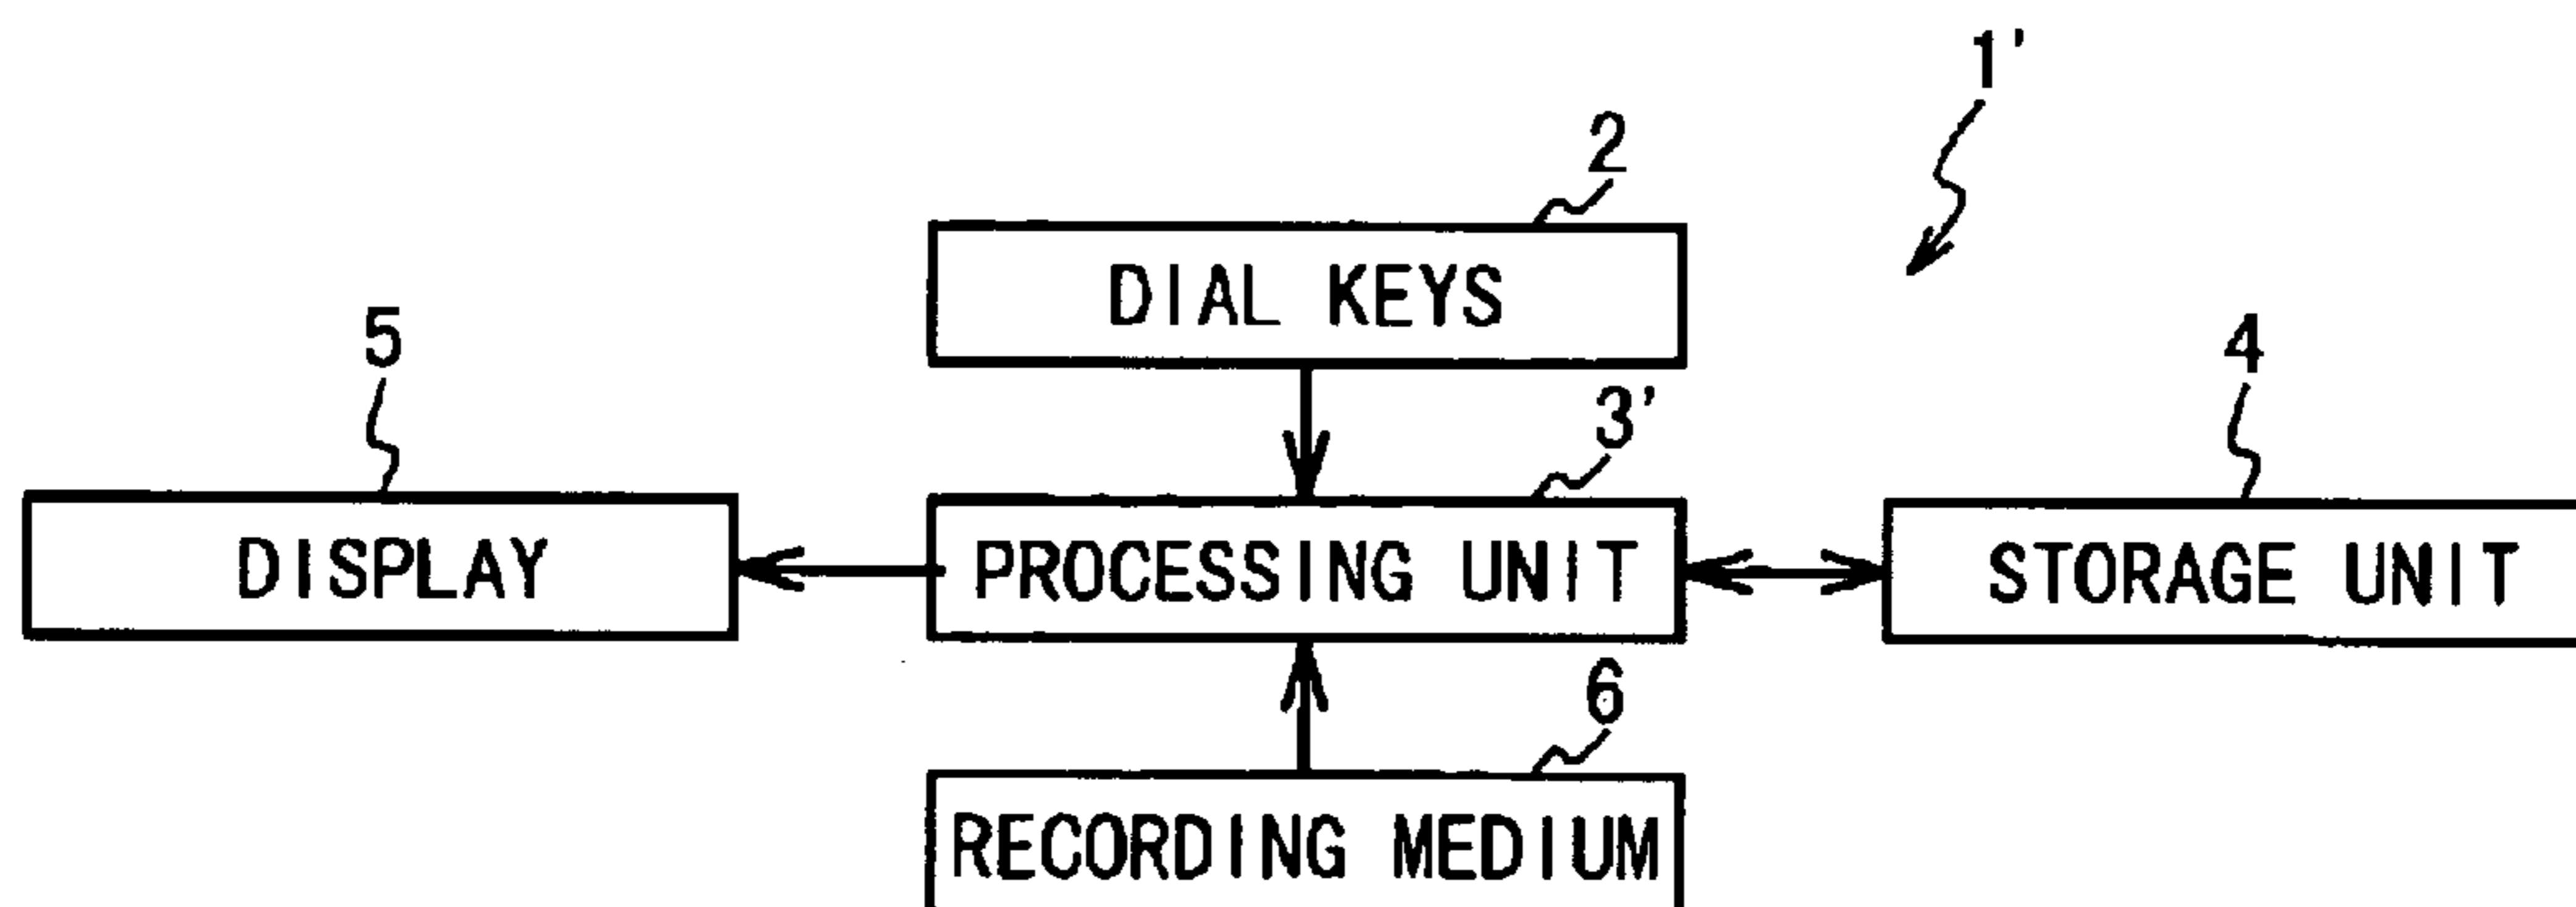 1'
2
DIAL KEYS
5
3'
4
DISPLAY
PROCESSING UNIT
STORAGE UNIT
6
RECORDING MEDIUM